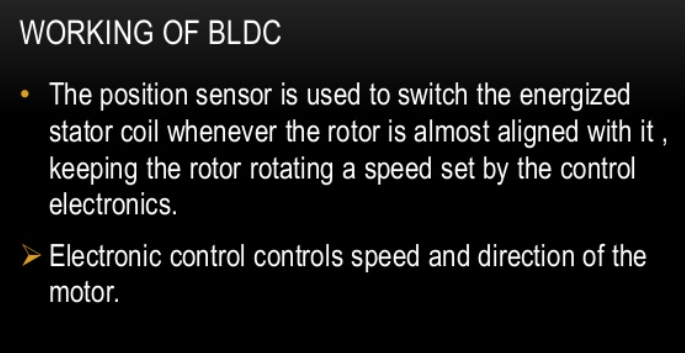 WORKING OF BLDC
• The position sensor is used to switch the energized
stator coil whenever the rotor is almost aligned with it ,
keeping the rotor rotating a speed set by the control
electronics.
➢ Electronic control controls speed and direction of the
motor.